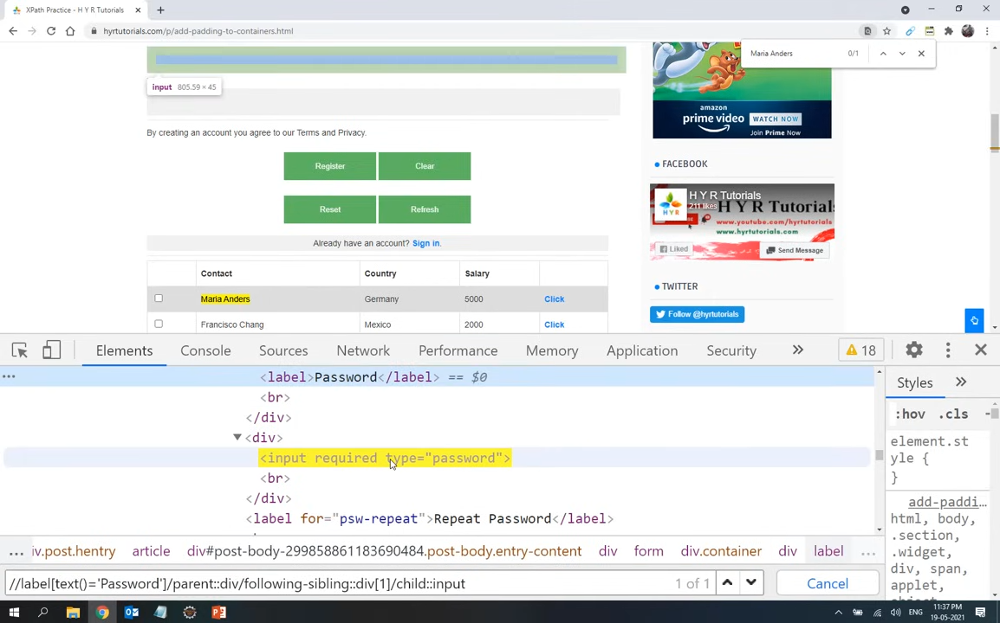 XPath Practice - H Y R Tutorials
hyrtutorials.com/p/add-padding-to-containers.html
Maria Anders 0/1
input 805.59 × 45
By creating an account you agree to our Terms and Privacy.
Register Clear
Reset Refresh
Already have an account? Sign in.
Contact Country Salary
Maria Anders Germany 5000 Click
Francisco Chang Mexico 2000 Click
amazon
prime video WATCH NOW
Join Prime Now
FACEBOOK
H Y R Tutorials
211 likes
H Y R Tutorials
www.youtube.com/hyrtutorials
www.hyrtutorials.com
HYR
Liked Send Message
TWITTER
Follow @hyrtutorials
Elements Console Sources Network Performance Memory Application Security » 18
<label>Password</label> == $0
<br>
</div>
<div>
<input required type="password">
<br>
</div>
<label for="psw-repeat">Repeat Password</label>
Styles »
:hov .cls
element.st
yle {
}
add-paddi…
html, body,
.section,
.widget,
div, span,
applet,
... iv.post.hentry article div#post-body-299858861183690484.post-body.entry-content div form div.container div label ...
//label[text()='Password']/parent::div/following-sibling::div[1]/child::input 1 of 1 Cancel
ENG 11:37 PM
19-05-2021